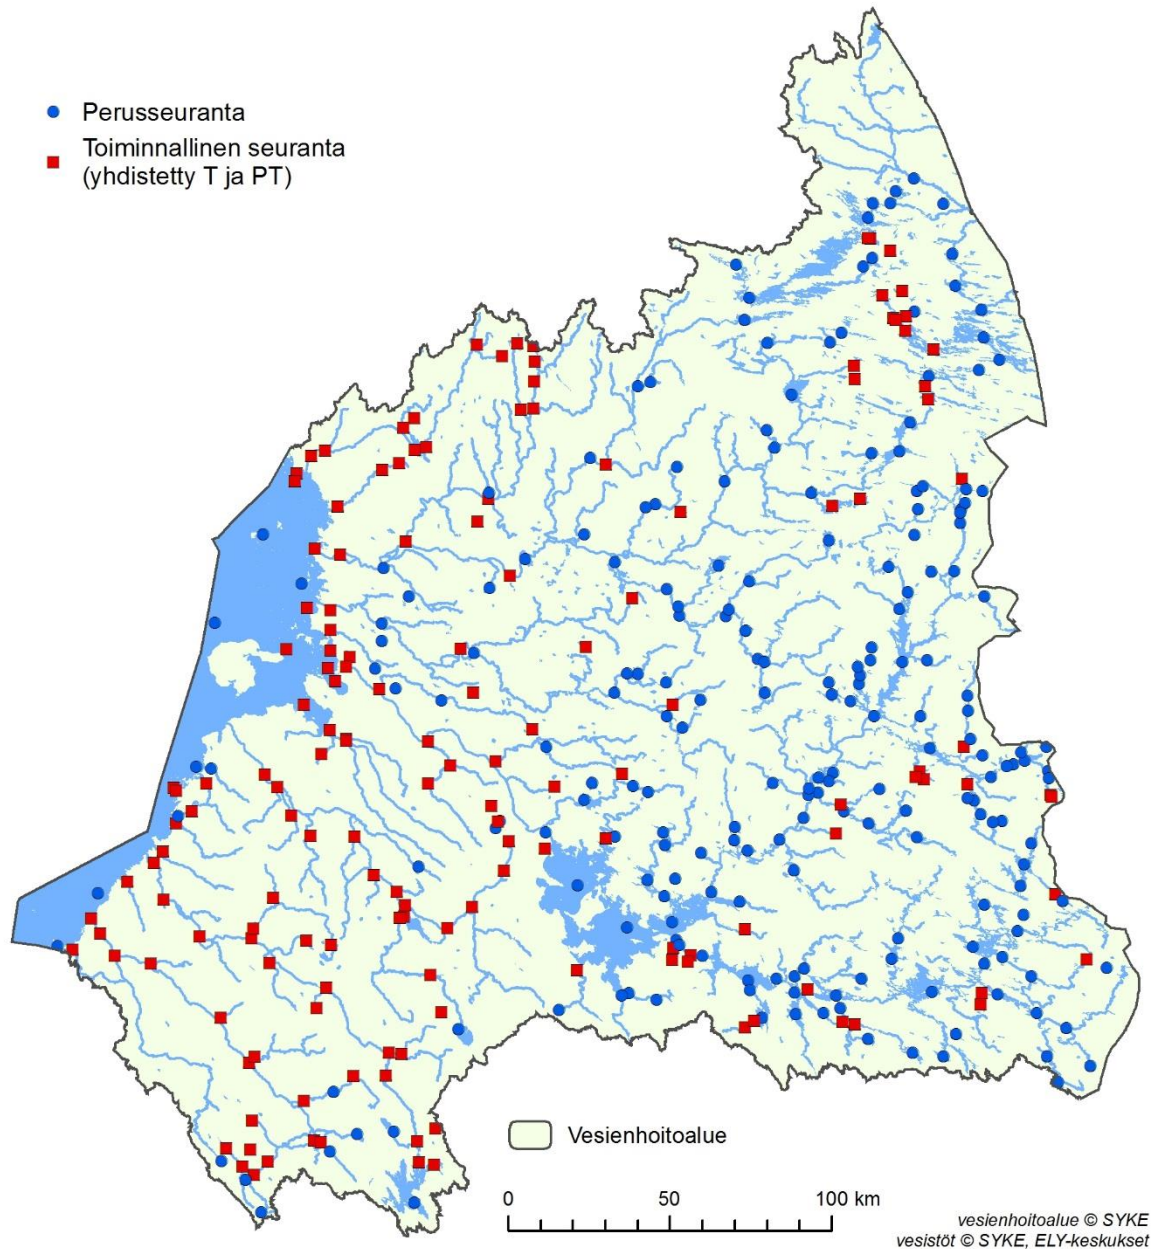 Perusseuranta
Toiminnallinen seuranta
(yhdistetty T ja PT)
Vesienhoitoalue
0 50 100 km
vesienhoitoalue © SYKE
vesistöt © SYKE, ELY-keskukset